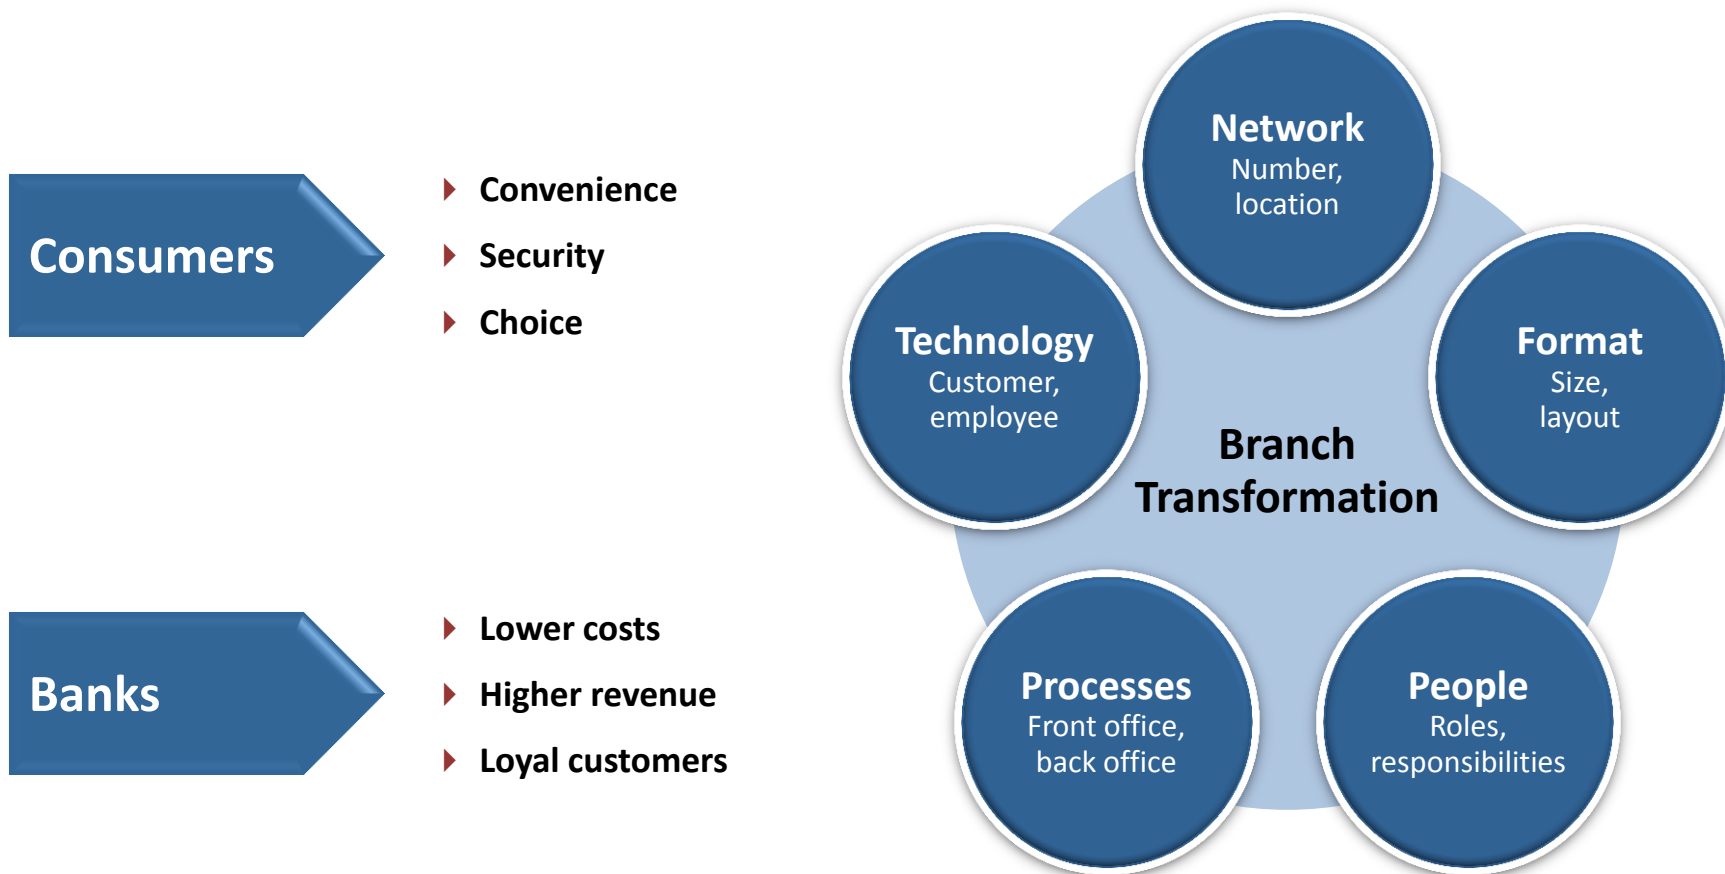 Consumers
Convenience
Security
Choice
Banks
Lower costs
Higher revenue
Loyal customers
Network
Number,
location
Technology
Customer,
employee
Format
Size,
layout
Branch
Transformation
Processes
Front office,
back office
People
Roles,
responsibilities